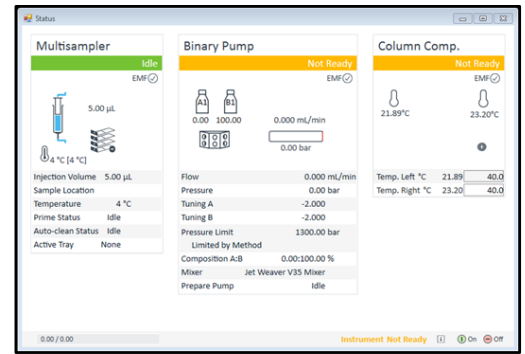 Status
Multisampler
Idle
EMF
5.00 µL
4 °C [4 °C]
Injection Volume 5.00 µL
Sample Location
Temperature 4 °C
Prime Status Idle
Auto-clean Status Idle
Active Tray None
Binary Pump
Not Ready
EMF
A1 B1
0.00 100.00 0.000 mL/min
0.00 bar
Flow 0.000 mL/min
Pressure 0.00 bar
Tuning A -2.000
Tuning B -2.000
Pressure Limit 1300.00 bar
Limited by Method
Composition A:B 0.00:100.00 %
Mixer Jet Weaver V35 Mixer
Prepare Pump Idle
Column Comp.
Not Ready
EMF
21.89°C 23.20°C
Temp. Left °C 21.89 40.0
Temp. Right °C 23.20 40.0
0.00 / 0.00
Instrument Not Ready i On Off